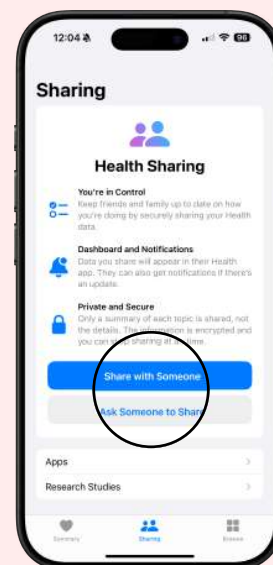 12:04
96
Sharing
Health Sharing
You're in Control
Keep friends and family up to date on how
you're doing by securely sharing your Health
data.
Dashboard and Notifications
Data you share will appear in their Health
app. They can also get notifications if there's
an update.
Private and Secure
Only a summary of each topic is shared, not
the details. The information is encrypted and
you can stop sharing at any time.
Share with Someone
Ask Someone to Share
Apps
Research Studies
Summary
Sharing
Browse